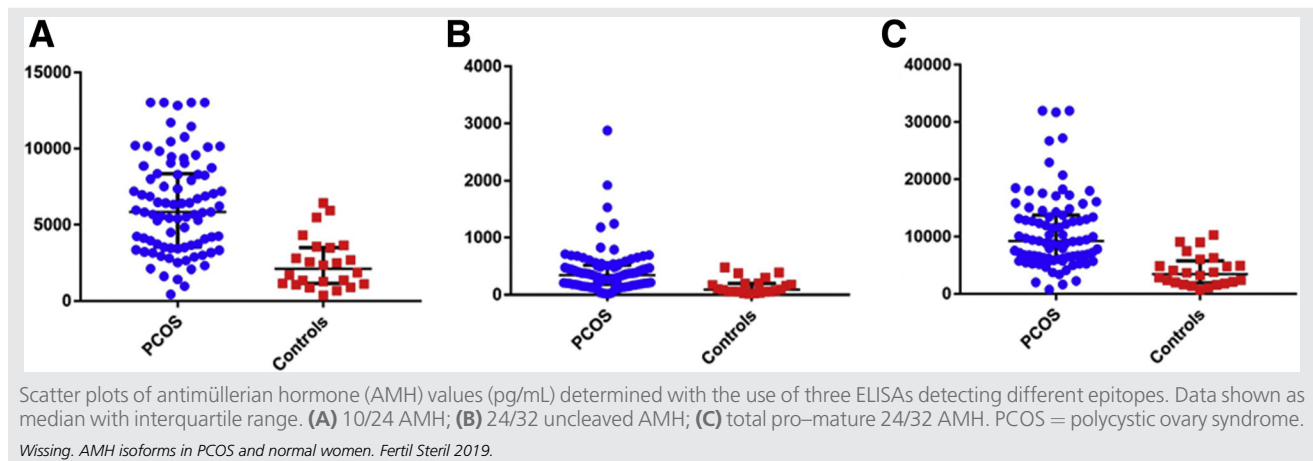 A
B
C
15000
10000
5000
0
PCOS
Controls
4000
3000
2000
1000
0
PCOS
Controls
40000
30000
20000
10000
0
PCOS
Controls
Scatter plots of antimüllerian hormone (AMH) values (pg/mL) determined with the use of three ELISAs detecting different epitopes. Data shown as
median with interquartile range. (A) 10/24 AMH; (B) 24/32 uncleaved AMH; (C) total pro–mature 24/32 AMH. PCOS = polycystic ovary syndrome.
Wissing. AMH isoforms in PCOS and normal women. Fertil Steril 2019.